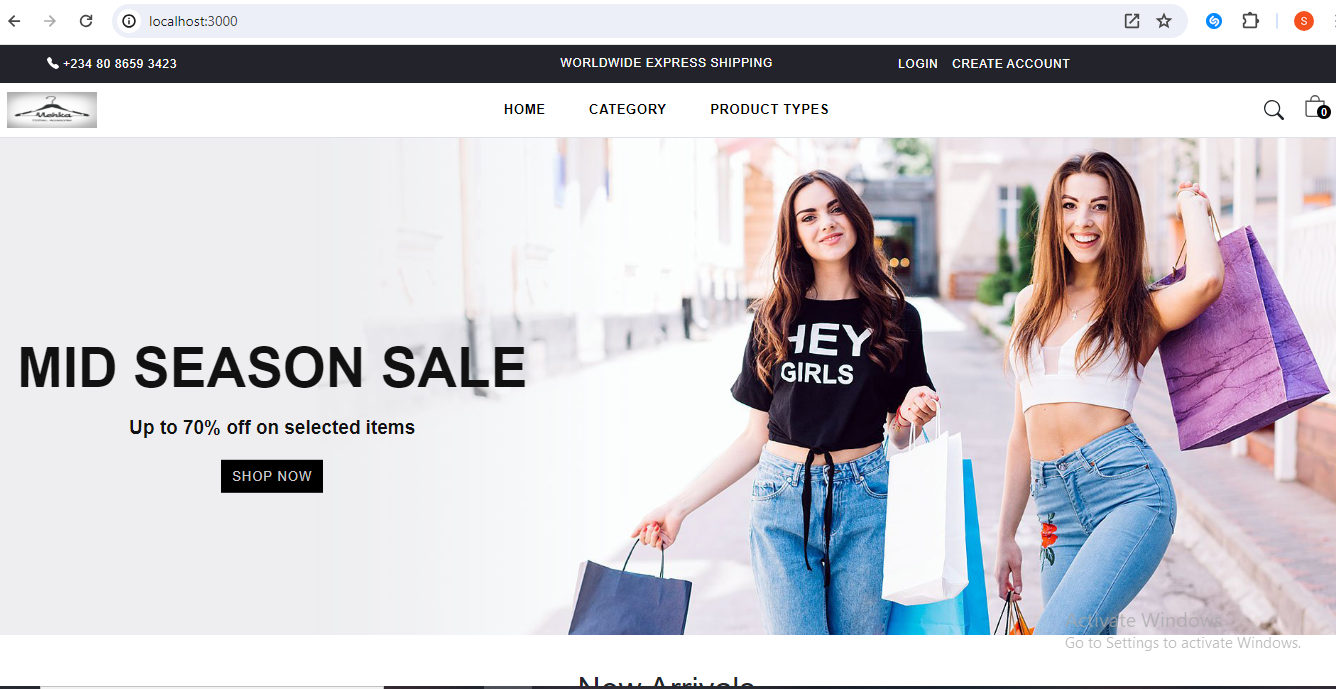 localhost:3000
S
+234 80 8659 3423
WORLDWIDE EXPRESS SHIPPING
LOGIN CREATE ACCOUNT
Mehka
HOME
CATEGORY
PRODUCT TYPES
0
MID SEASON SALE
Up to 70% off on selected items
SHOP NOW
HEY
GIRLS
Activate Windows
Go to Settings to activate Windows.
New Arrivals